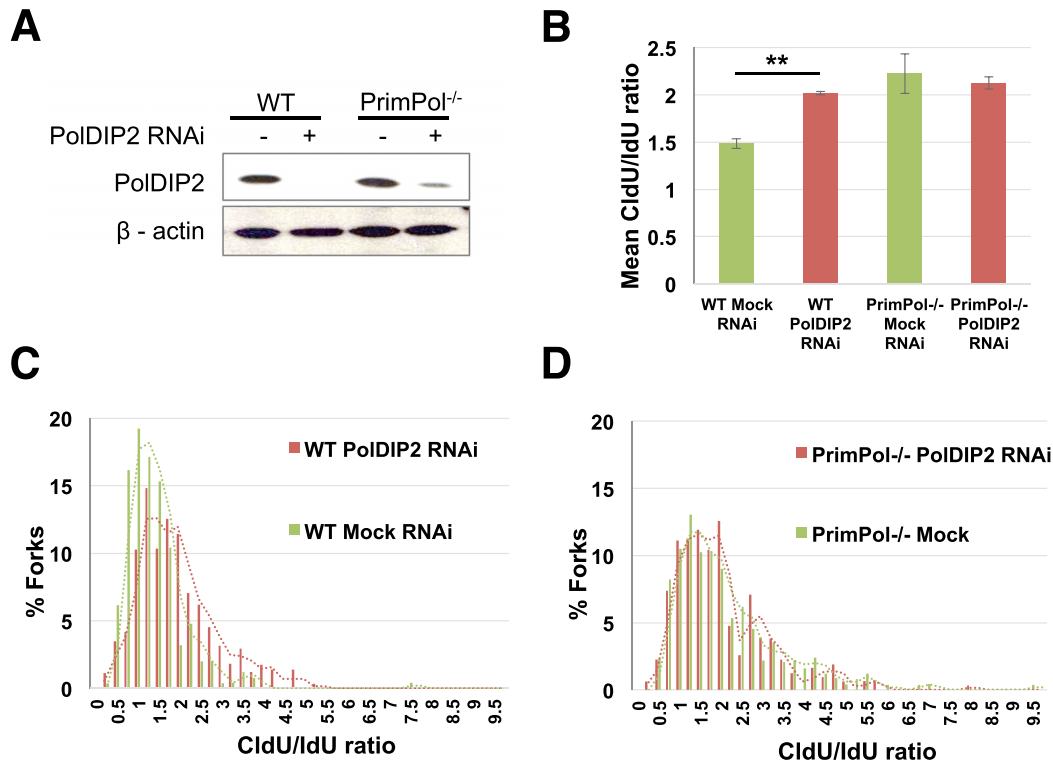 A
WT PrimPol-/-
PolDIP2 RNAi - + - +
PolDIP2
β - actin
B
Mean CldU/IdU ratio
2.5
2
1.5
1
0.5
0
**
WT Mock RNAi
WT PolDIP2 RNAi
PrimPol-/- Mock RNAi
PrimPol-/- PolDIP2 RNAi
C
% Forks
20
15
10
5
0
WT PolDIP2 RNAi
WT Mock RNAi
0 0.5 1 1.5 2 2.5 3 3.5 4 4.5 5 5.5 6 6.5 7 7.5 8 8.5 9 9.5
CldU/IdU ratio
D
% Forks
20
15
10
5
0
PrimPol-/- PolDIP2 RNAi
PrimPol-/- Mock
0 0.5 1 1.5 2 2.5 3 3.5 4 4.5 5 5.5 6 6.5 7 7.5 8 8.5 9 9.5
CldU/IdU ratio